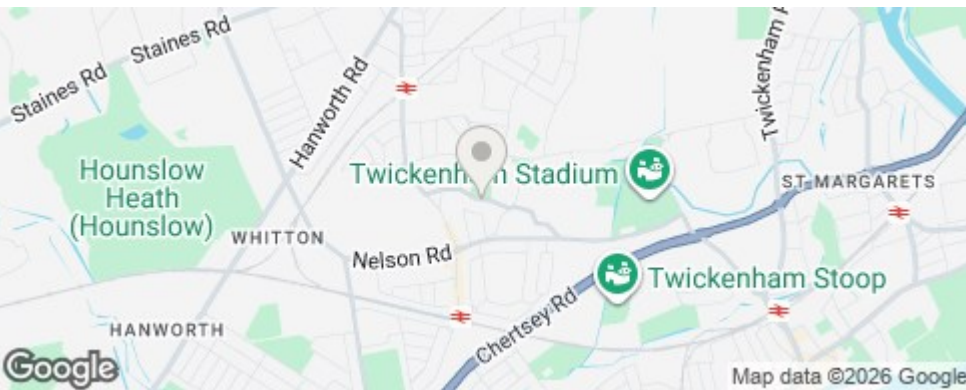 Staines Rd
Staines Rd
Hanworth Rd
Twickenham
Hounslow
Heath
(Hounslow)
Twickenham Stadium
ST MARGARETS
WHITTON
Nelson Rd
Twickenham Stoop
HANWORTH
Chertsey Rd
Google
Map data ©2026 Google